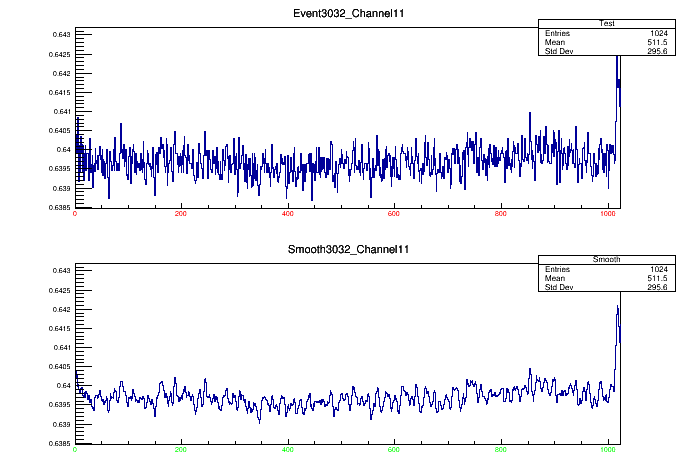 Event3032_Channel11
Test
Entries 1024
Mean 511.5
Std Dev 295.6
0.643
0.6425
0.642
0.6415
0.641
0.6405
0.64
0.6395
0.639
0.6385
0 200 400 600 800 1000
Smooth3032_Channel11
Smooth
Entries 1024
Mean 511.5
Std Dev 295.6
0.643
0.6425
0.642
0.6415
0.641
0.6405
0.64
0.6395
0.639
0.6385
0 200 400 600 800 1000